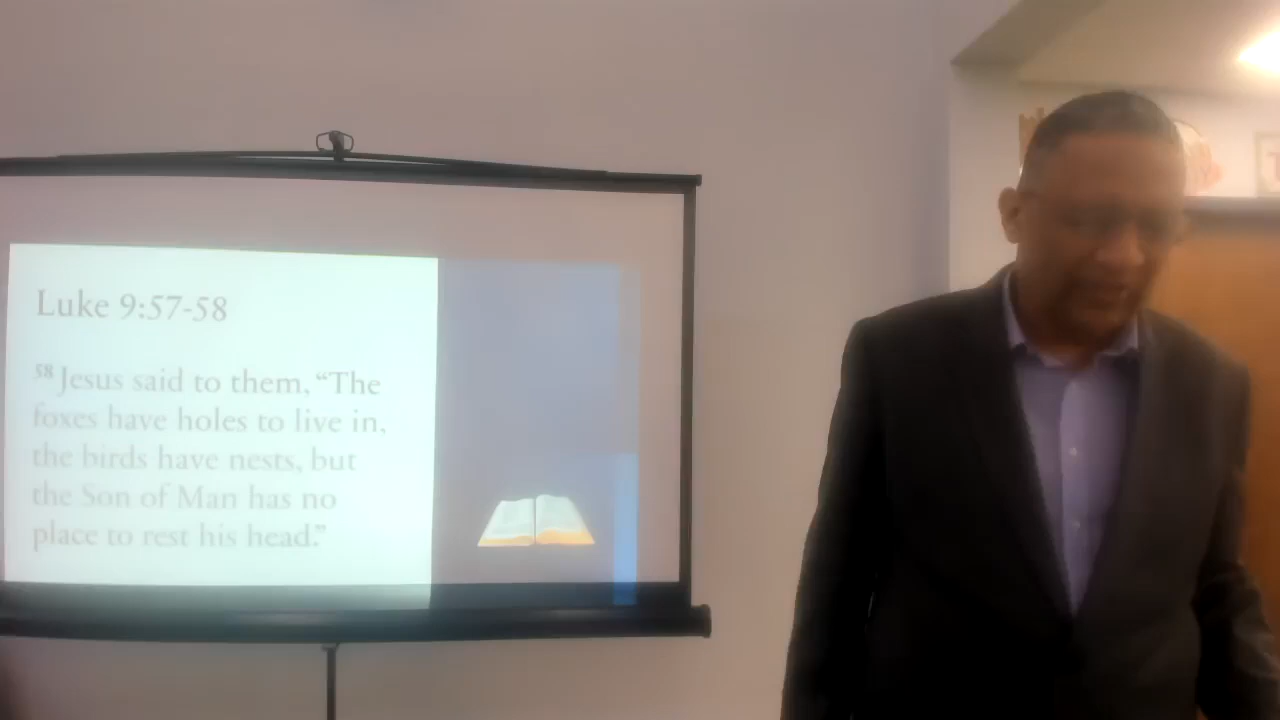 Luke 9:57-58
58 Jesus said to them, “The
foxes have holes to live in,
the birds have nests, but
the Son of Man has no
place to rest his head.”